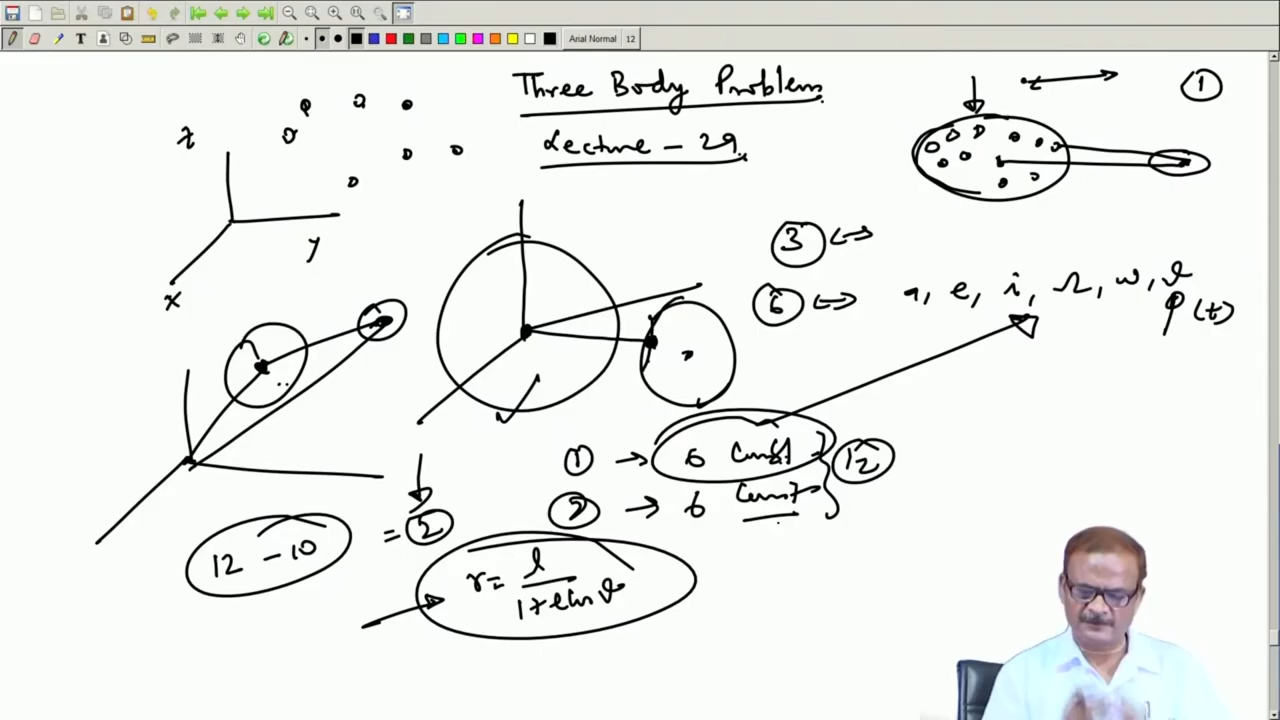 Arial Normal 12
Three Body Problem
Lecture - 29
1
z
y
x
3 ↔
6 ↔ a, e, i, Ω, ω, ϑ
φ(t)
1 → 6 Const
2 → 6 Const
12
12 - 10 = 2
r = l / 1 + e cos ϑ